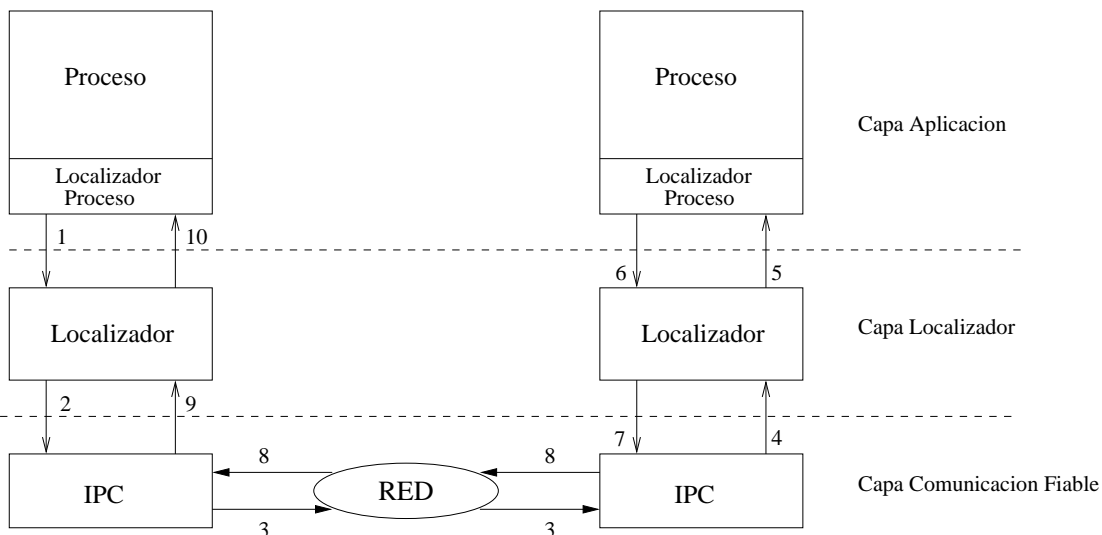 Proceso
Proceso
Capa Aplicacion
Localizador
Proceso
Localizador
Proceso
1
10
6
5
Localizador
Localizador
Capa Localizador
2
9
7
4
8
8
IPC
RED
IPC
Capa Comunicacion Fiable
3
3